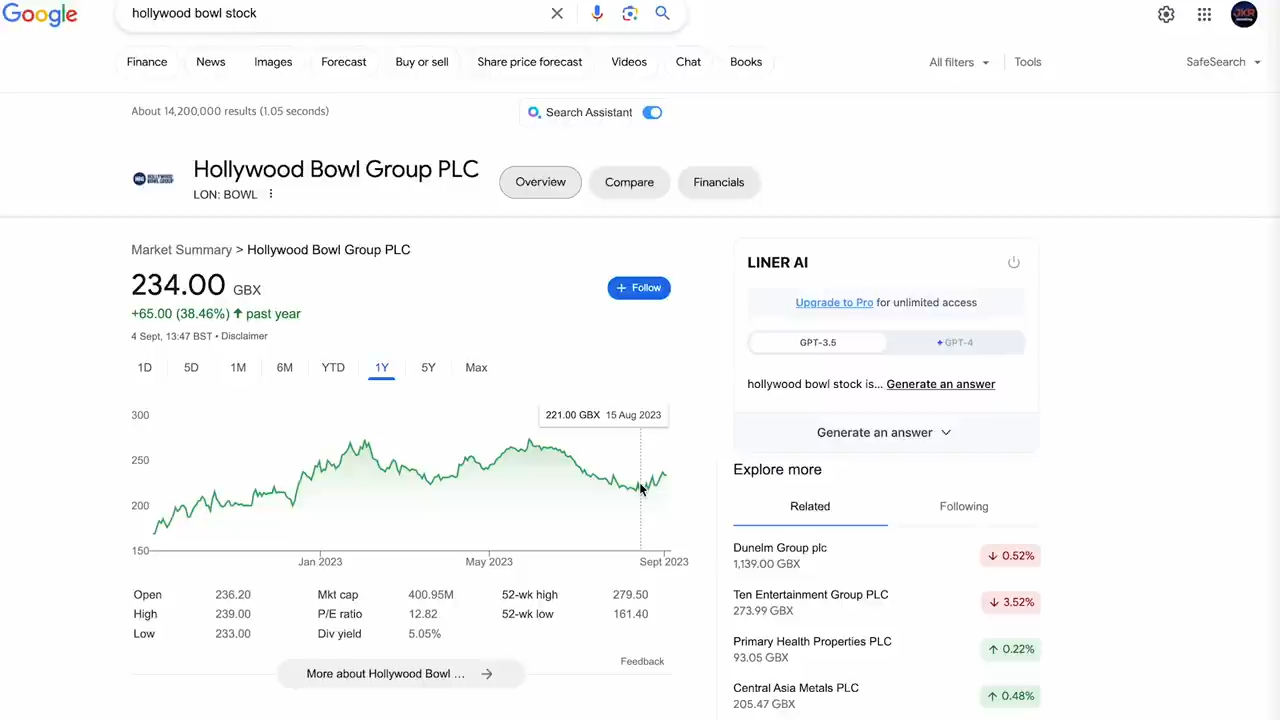 Google
hollywood bowl stock
JKR
Finance
News
Images
Forecast
Buy or sell
Share price forecast
Videos
Chat
Books
All filters
Tools
SafeSearch
About 14,200,000 results (1.05 seconds)
Search Assistant
HOLLYWOOD
BOWL GROUP
Hollywood Bowl Group PLC
LON: BOWL
Overview
Compare
Financials
Market Summary > Hollywood Bowl Group PLC
234.00 GBX
+ Follow
+65.00 (38.46%) ↑ past year
4 Sept, 13:47 BST • Disclaimer
1D
5D
1M
6M
YTD
1Y
5Y
Max
221.00 GBX 15 Aug 2023
300
250
200
150
Jan 2023
May 2023
Sept 2023
Open 236.20
Mkt cap 400.95M
52-wk high 279.50
High 239.00
P/E ratio 12.82
52-wk low 161.40
Low 233.00
Div yield 5.05%
Feedback
More about Hollywood Bowl ... →
LINER AI
Upgrade to Pro for unlimited access
GPT-3.5
GPT-4
hollywood bowl stock is... Generate an answer
Generate an answer
Explore more
Related
Following
Dunelm Group plc
1,139.00 GBX
↓ 0.52%
Ten Entertainment Group PLC
273.99 GBX
↓ 3.52%
Primary Health Properties PLC
93.05 GBX
↑ 0.22%
Central Asia Metals PLC
205.47 GBX
↑ 0.48%